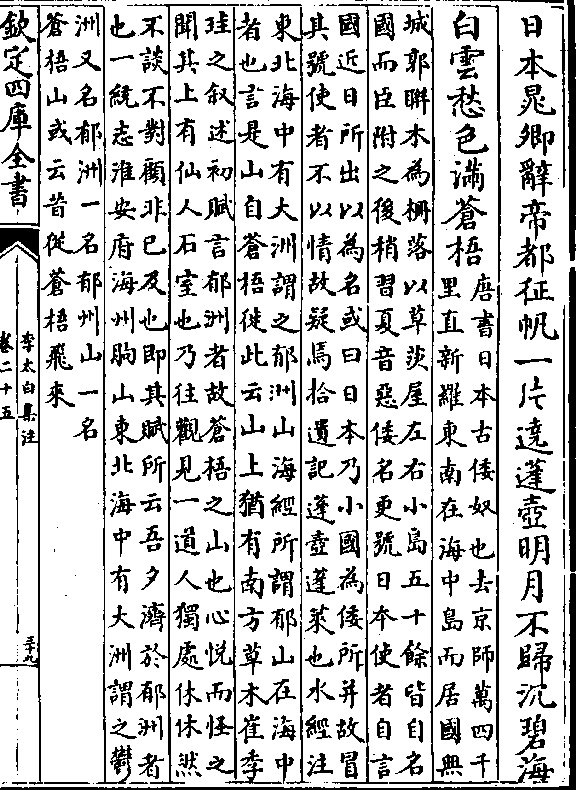 日本晁卿辭帝都征帆一片遶蓬壺明月不歸沉碧海
白雲愁色滿蒼梧
唐書日本古倭奴也去京師萬四千
里直新羅東南在海中島而居國無
城郭聨木為柵落以草茨屋左右小島五十餘皆自名
國而臣附之後稍習夏音惡倭名更號日本使者自言
國近日所出以為名或曰日本乃小國為倭所并故冒
其號使者不以情故疑焉拾遺記蓬壺蓬萊也水經注
東北海中有大洲謂之郁洲山海經所謂郁山在海中
者也言是山自蒼梧徙此云山上猶有南方草木崔季
珪之叙述初賦言郁洲者故蒼梧之山也心悅而怪之
聞其上有仙人石室也乃往觀見一道人獨處休休然
不談不對顧非已及也即其賦所云吾夕濟於郁洲者
也一統志淮安府海州朐山東北海中有大洲謂之鬱
洲又名郁洲一名郁州山一名
蒼梧山或云昔從蒼梧飛來
欽定四庫全書
李太白集注
卷二十五
三十九